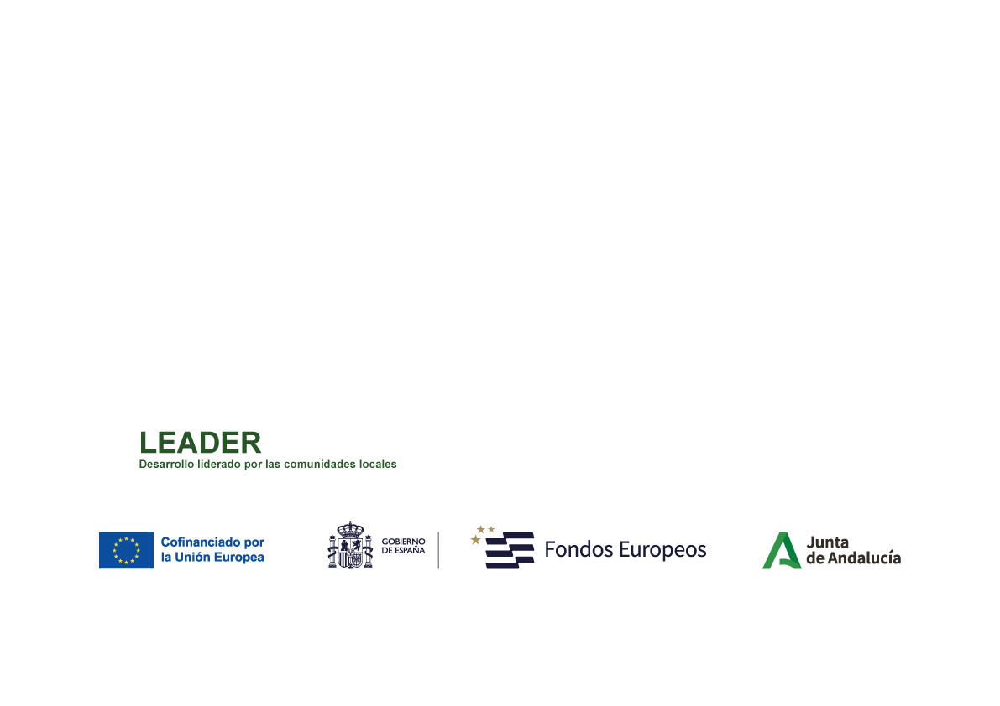 LEADER
Desarrollo liderado por las comunidades locales
Cofinanciado por
la Unión Europea
GOBIERNO
DE ESPAÑA
Fondos Europeos
Junta
de Andalucía